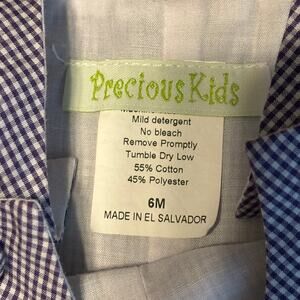 Precious Kids
Mild detergent
No bleach
Remove Promptly
Tumble Dry Low
55% Cotton
45% Polyester
6M
MADE IN EL SALVADOR